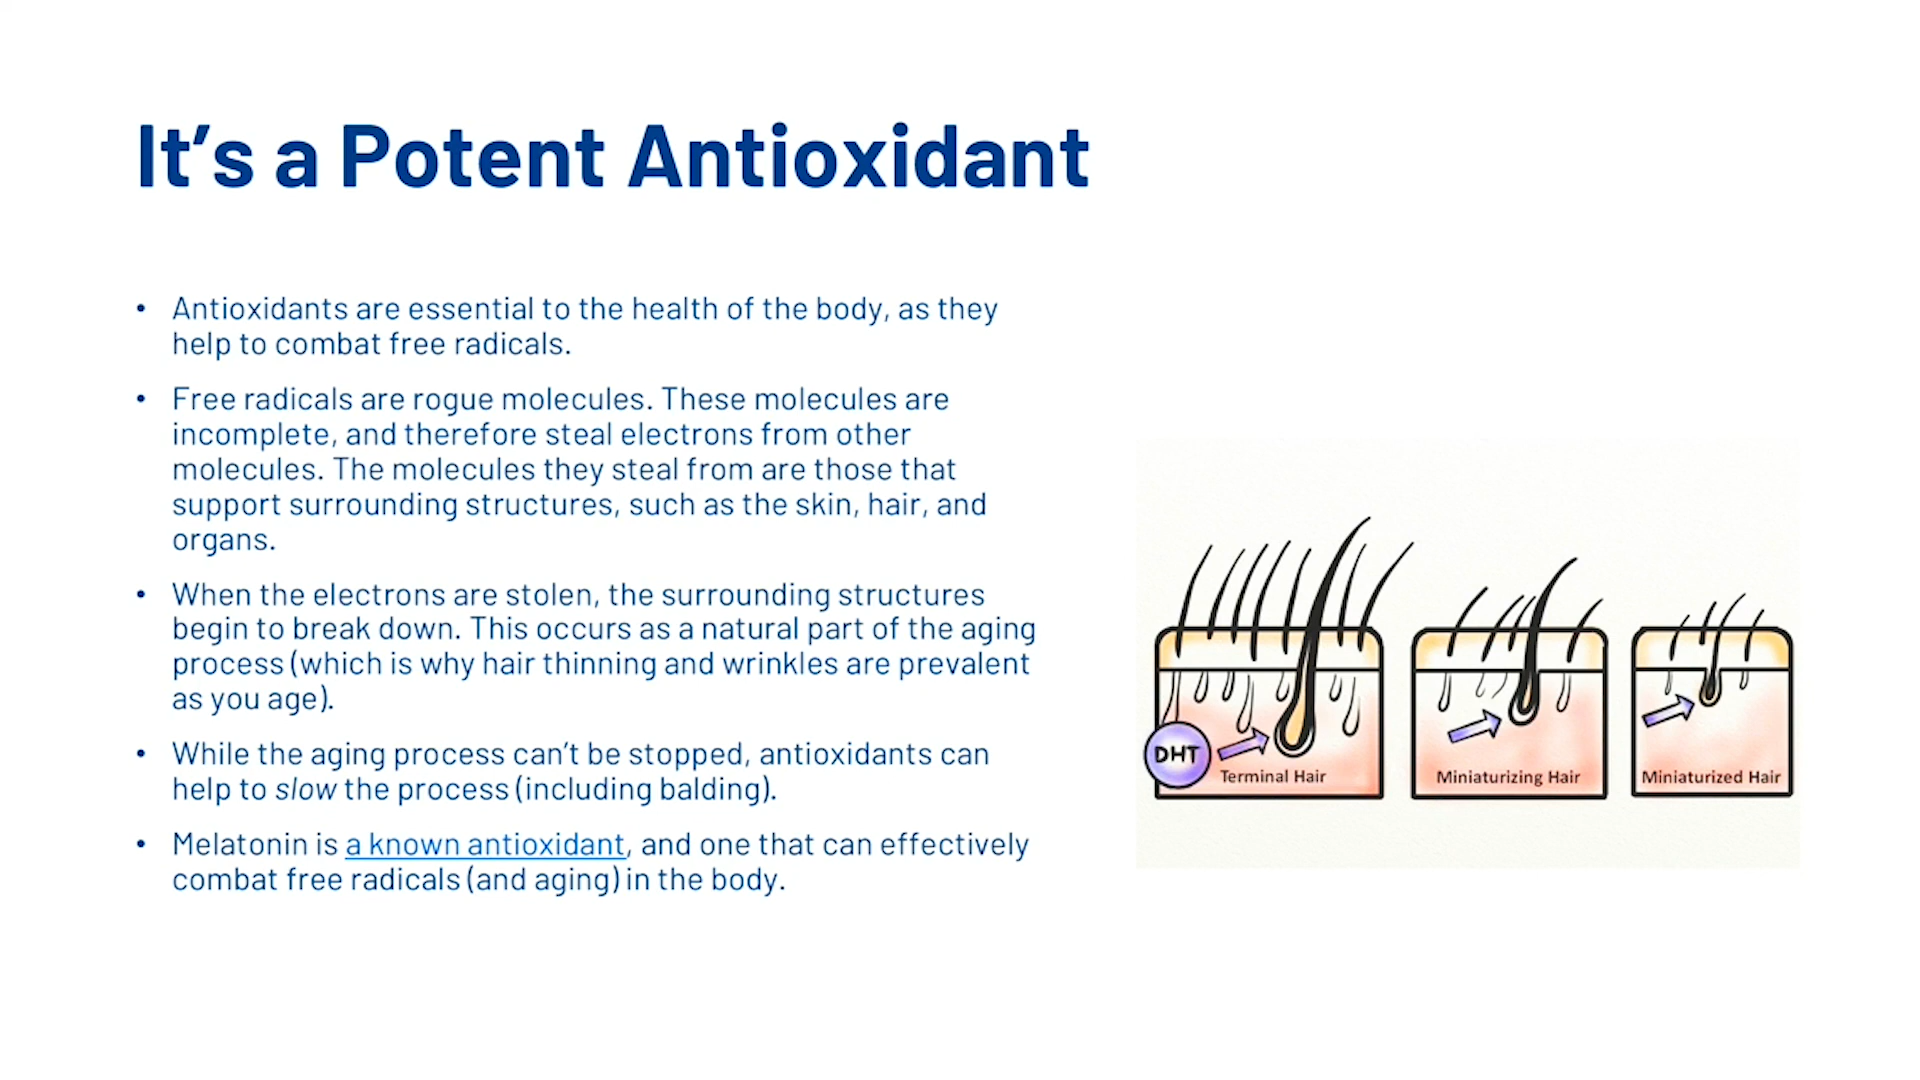 It’s a Potent Antioxidant
• Antioxidants are essential to the health of the body, as they
help to combat free radicals.
• Free radicals are rogue molecules. These molecules are
incomplete, and therefore steal electrons from other
molecules. The molecules they steal from are those that
support surrounding structures, such as the skin, hair, and
organs.
• When the electrons are stolen, the surrounding structures
begin to break down. This occurs as a natural part of the aging
process (which is why hair thinning and wrinkles are prevalent
as you age).
• While the aging process can’t be stopped, antioxidants can
help to slow the process (including balding).
• Melatonin is a known antioxidant, and one that can effectively
combat free radicals (and aging) in the body.
DHT
Terminal Hair
Miniaturizing Hair
Miniaturized Hair